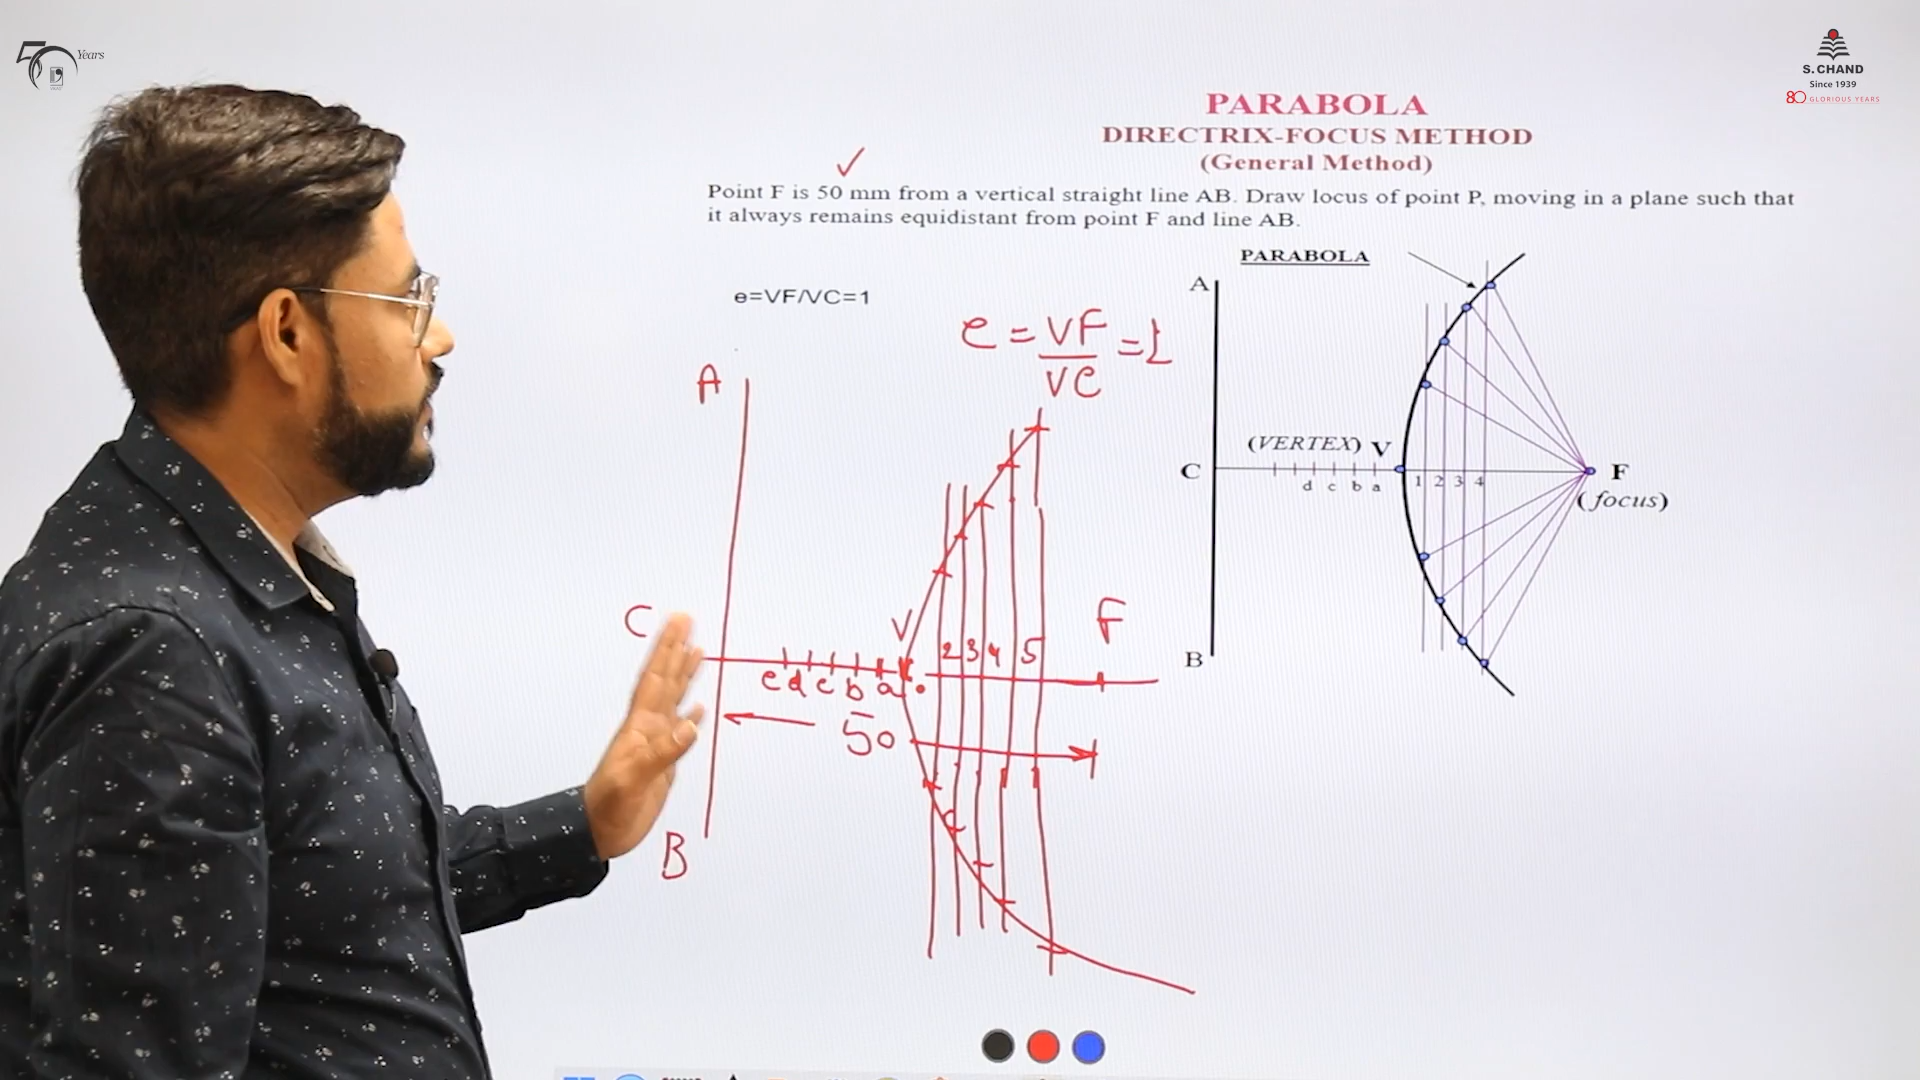 50 Years
S. CHAND
Since 1939
80 GLORIOUS YEARS
PARABOLA
DIRECTRIX-FOCUS METHOD
(General Method)
Point F is 50 mm from a vertical straight line AB. Draw locus of point P, moving in a plane such that
it always remains equidistant from point F and line AB.
PARABOLA
e=VF/VC=1
e = VF/VC = 1
A
C
V
F
2 3 4 5
e d c b a
50
B
A
(VERTEX) V
C
F
1 2 3 4
d c b a
(focus)
B